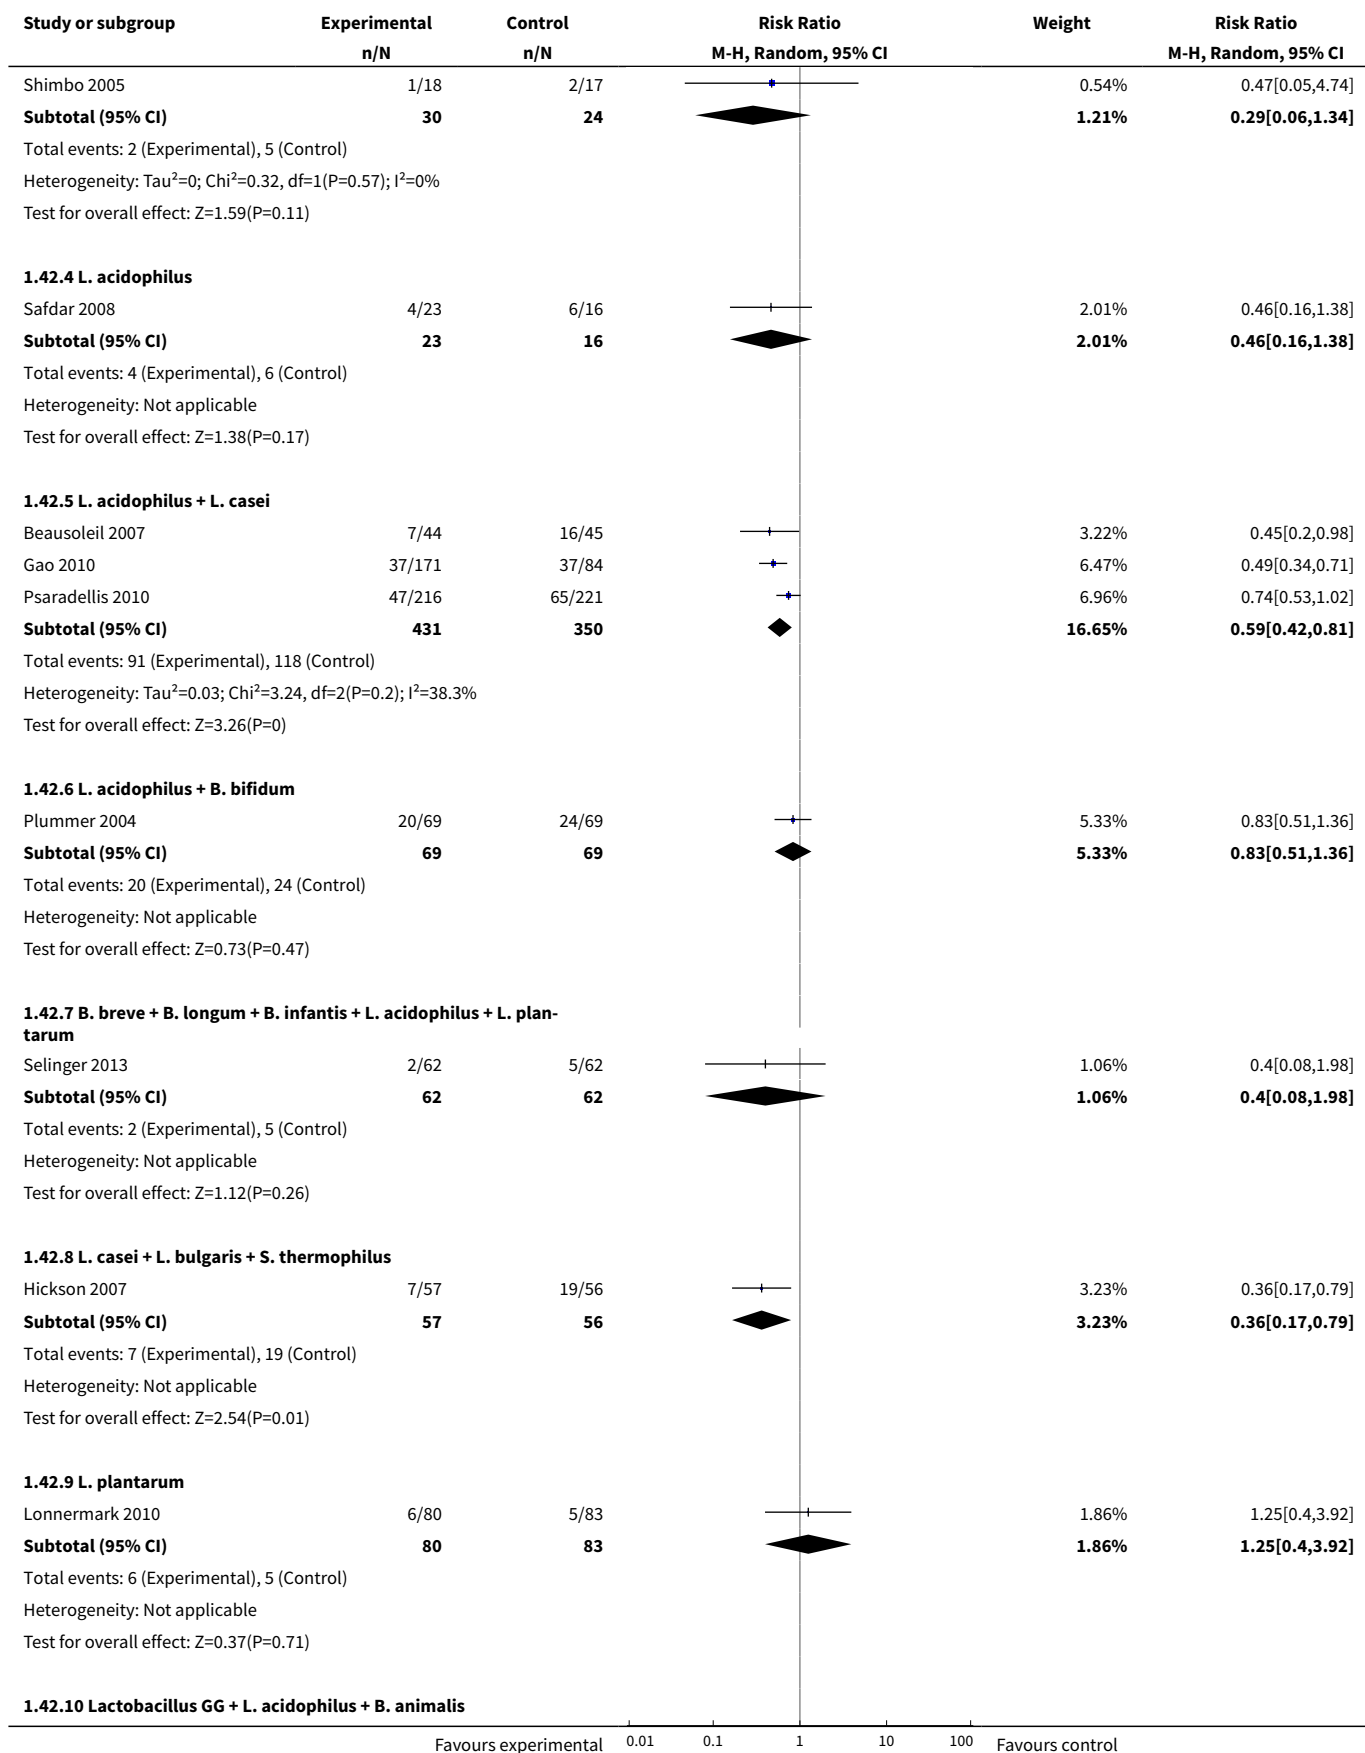 Study or subgroup Experimental Control Risk Ratio Weight Risk Ratio
n/N n/N M-H, Random, 95% CI M-H, Random, 95% CI
Shimbo 2005 1/18 2/17 0.54% 0.47[0.05,4.74]
Subtotal (95% CI) 30 24 1.21% 0.29[0.06,1.34]
Total events: 2 (Experimental), 5 (Control)
Heterogeneity: Tau²=0; Chi²=0.32, df=1(P=0.57); I²=0%
Test for overall effect: Z=1.59(P=0.11)
1.42.4 L. acidophilus
Safdar 2008 4/23 6/16 2.01% 0.46[0.16,1.38]
Subtotal (95% CI) 23 16 2.01% 0.46[0.16,1.38]
Total events: 4 (Experimental), 6 (Control)
Heterogeneity: Not applicable
Test for overall effect: Z=1.38(P=0.17)
1.42.5 L. acidophilus + L. casei
Beausoleil 2007 7/44 16/45 3.22% 0.45[0.2,0.98]
Gao 2010 37/171 37/84 6.47% 0.49[0.34,0.71]
Psaradellis 2010 47/216 65/221 6.96% 0.74[0.53,1.02]
Subtotal (95% CI) 431 350 16.65% 0.59[0.42,0.81]
Total events: 91 (Experimental), 118 (Control)
Heterogeneity: Tau²=0.03; Chi²=3.24, df=2(P=0.2); I²=38.3%
Test for overall effect: Z=3.26(P=0)
1.42.6 L. acidophilus + B. bifidum
Plummer 2004 20/69 24/69 5.33% 0.83[0.51,1.36]
Subtotal (95% CI) 69 69 5.33% 0.83[0.51,1.36]
Total events: 20 (Experimental), 24 (Control)
Heterogeneity: Not applicable
Test for overall effect: Z=0.73(P=0.47)
1.42.7 B. breve + B. longum + B. infantis + L. acidophilus + L. plan-
tarum
Selinger 2013 2/62 5/62 1.06% 0.4[0.08,1.98]
Subtotal (95% CI) 62 62 1.06% 0.4[0.08,1.98]
Total events: 2 (Experimental), 5 (Control)
Heterogeneity: Not applicable
Test for overall effect: Z=1.12(P=0.26)
1.42.8 L. casei + L. bulgaris + S. thermophilus
Hickson 2007 7/57 19/56 3.23% 0.36[0.17,0.79]
Subtotal (95% CI) 57 56 3.23% 0.36[0.17,0.79]
Total events: 7 (Experimental), 19 (Control)
Heterogeneity: Not applicable
Test for overall effect: Z=2.54(P=0.01)
1.42.9 L. plantarum
Lonnermark 2010 6/80 5/83 1.86% 1.25[0.4,3.92]
Subtotal (95% CI) 80 83 1.86% 1.25[0.4,3.92]
Total events: 6 (Experimental), 5 (Control)
Heterogeneity: Not applicable
Test for overall effect: Z=0.37(P=0.71)
1.42.10 Lactobacillus GG + L. acidophilus + B. animalis
Favours experimental 0.01 0.1 1 10 100 Favours control